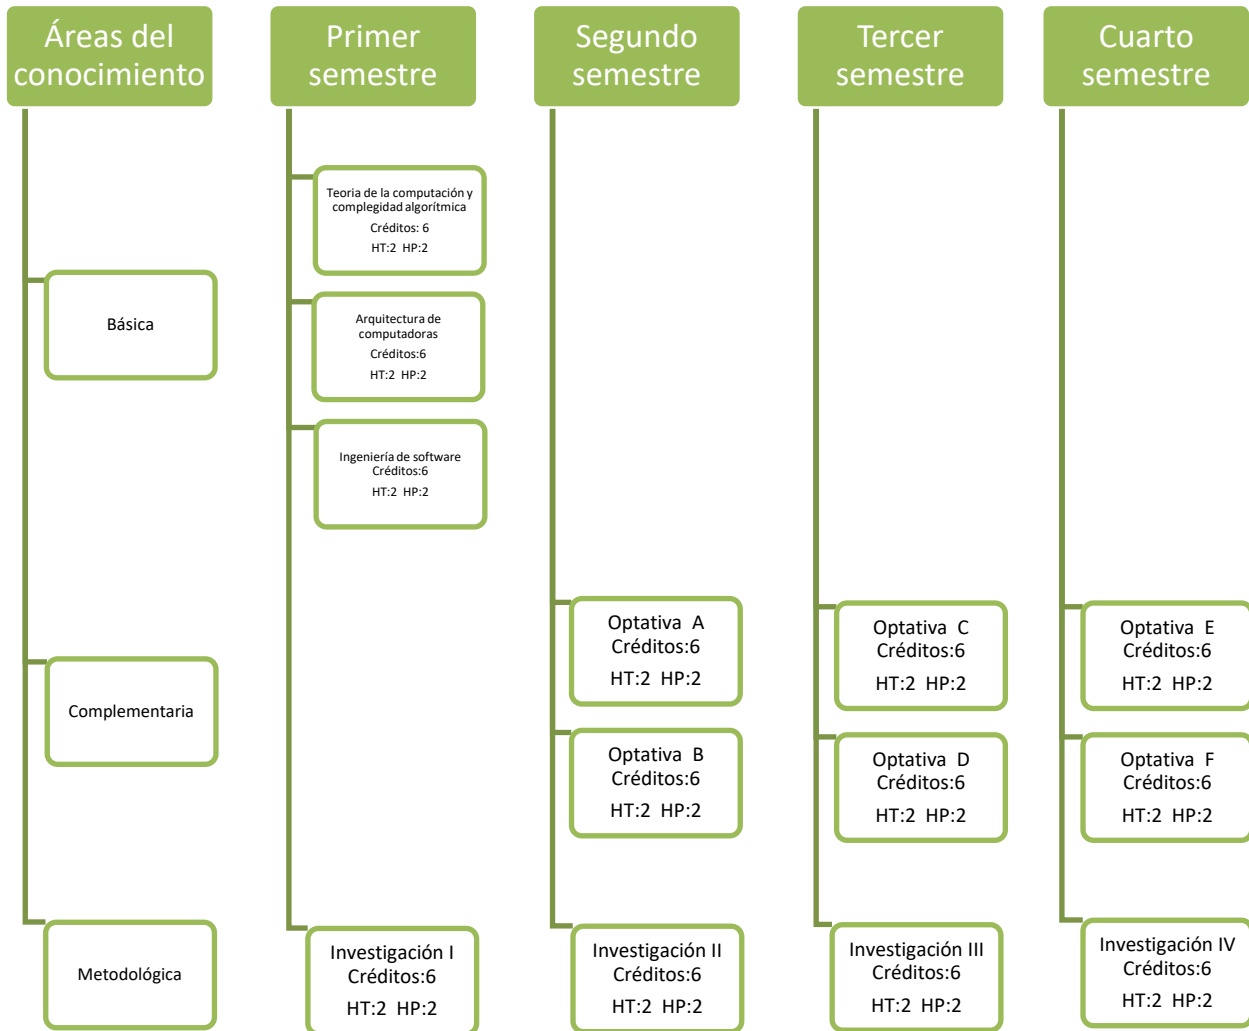 Áreas del
conocimiento
Básica
Complementaria
Metodológica
Primer
semestre
Teoria de la computación y
complegidad algorítmica
Créditos: 6
HT:2 HP:2
Arquitectura de
computadoras
Créditos:6
HT:2 HP:2
Ingeniería de software
Créditos:6
HT:2 HP:2
Investigación I
Créditos:6
HT:2 HP:2
Segundo
semestre
Optativa A
Créditos:6
HT:2 HP:2
Optativa B
Créditos:6
HT:2 HP:2
Investigación II
Créditos:6
HT:2 HP:2
Tercer
semestre
Optativa C
Créditos:6
HT:2 HP:2
Optativa D
Créditos:6
HT:2 HP:2
Investigación III
Créditos:6
HT:2 HP:2
Cuarto
semestre
Optativa E
Créditos:6
HT:2 HP:2
Optativa F
Créditos:6
HT:2 HP:2
Investigación IV
Créditos:6
HT:2 HP:2